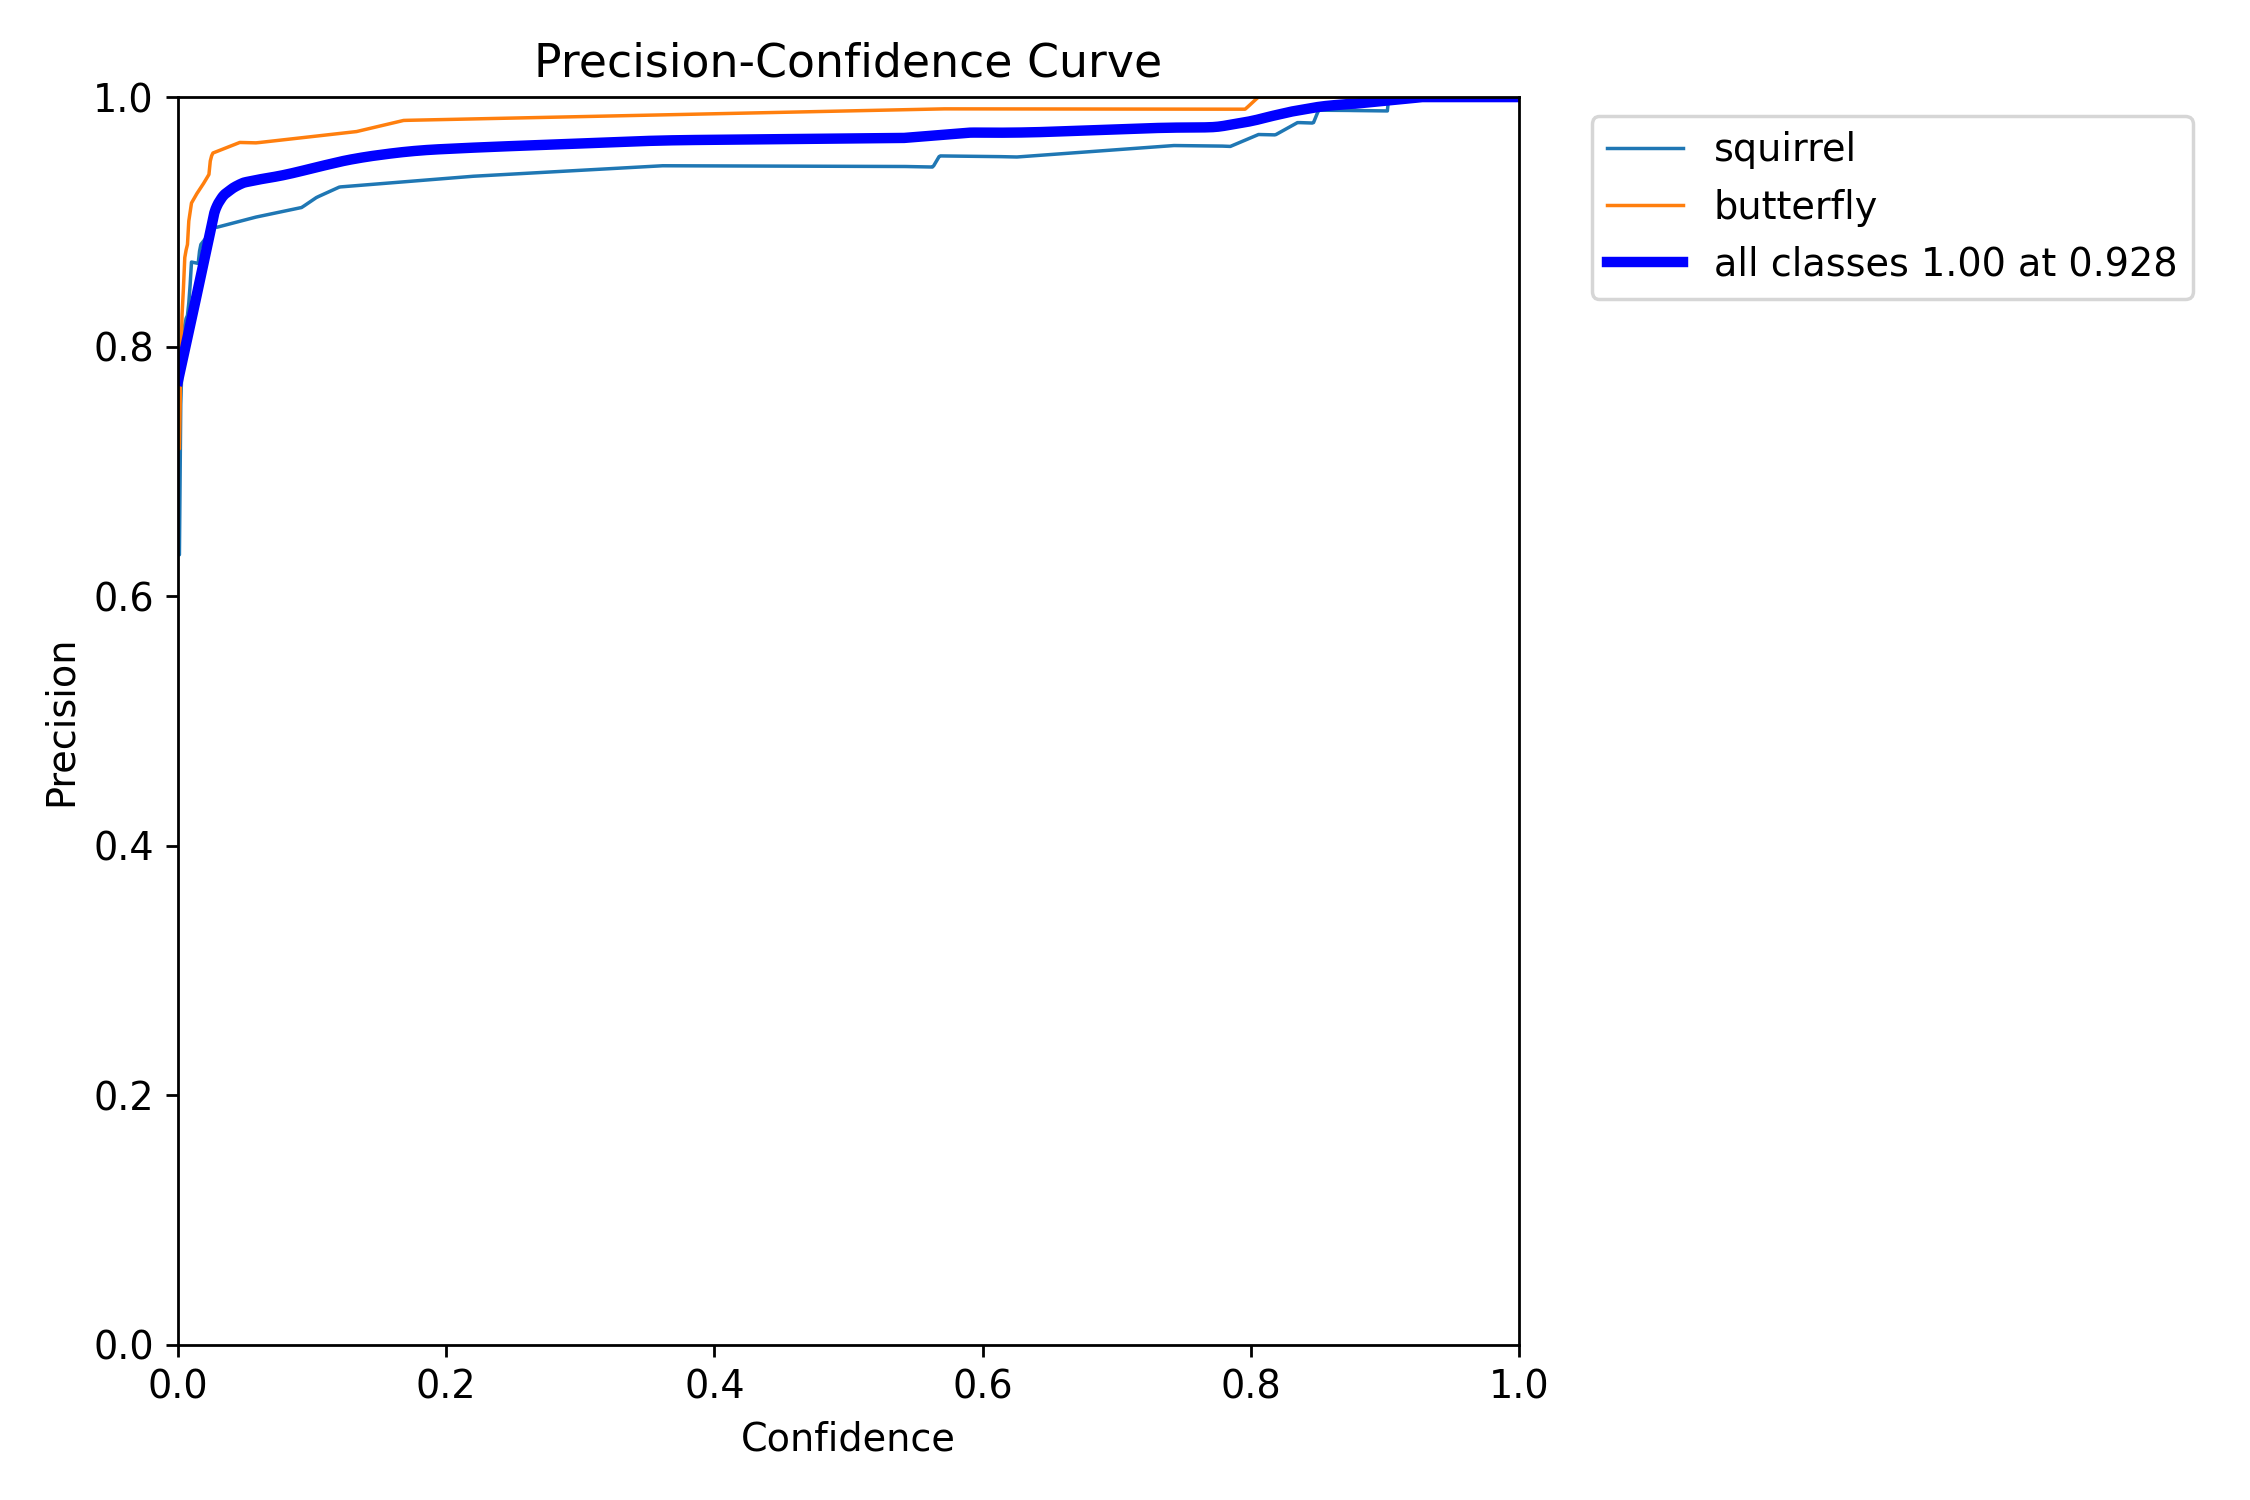 Precision-Confidence Curve
1.0
0.8
0.6
0.4
0.2
0.0
Precision
0.0 0.2 0.4 0.6 0.8 1.0
Confidence
squirrel
butterfly
all classes 1.00 at 0.928